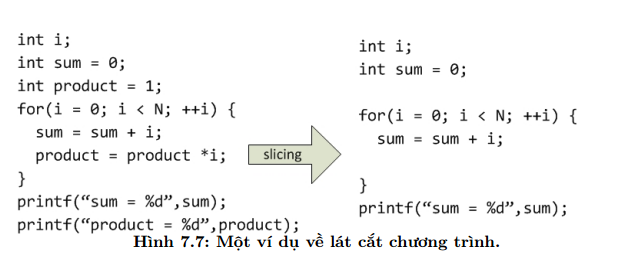 int i;
int sum = 0;
int product = 1;
for(i = 0; i < N; ++i) {
sum = sum + i;
product = product *i;
}
printf(“sum = %d”,sum);
printf(“product = %d”,product);
slicing
int i;
int sum = 0;
for(i = 0; i < N; ++i) {
sum = sum + i;
}
printf(“sum = %d”,sum);
Hình 7.7: Một ví dụ về lát cắt chương trình.